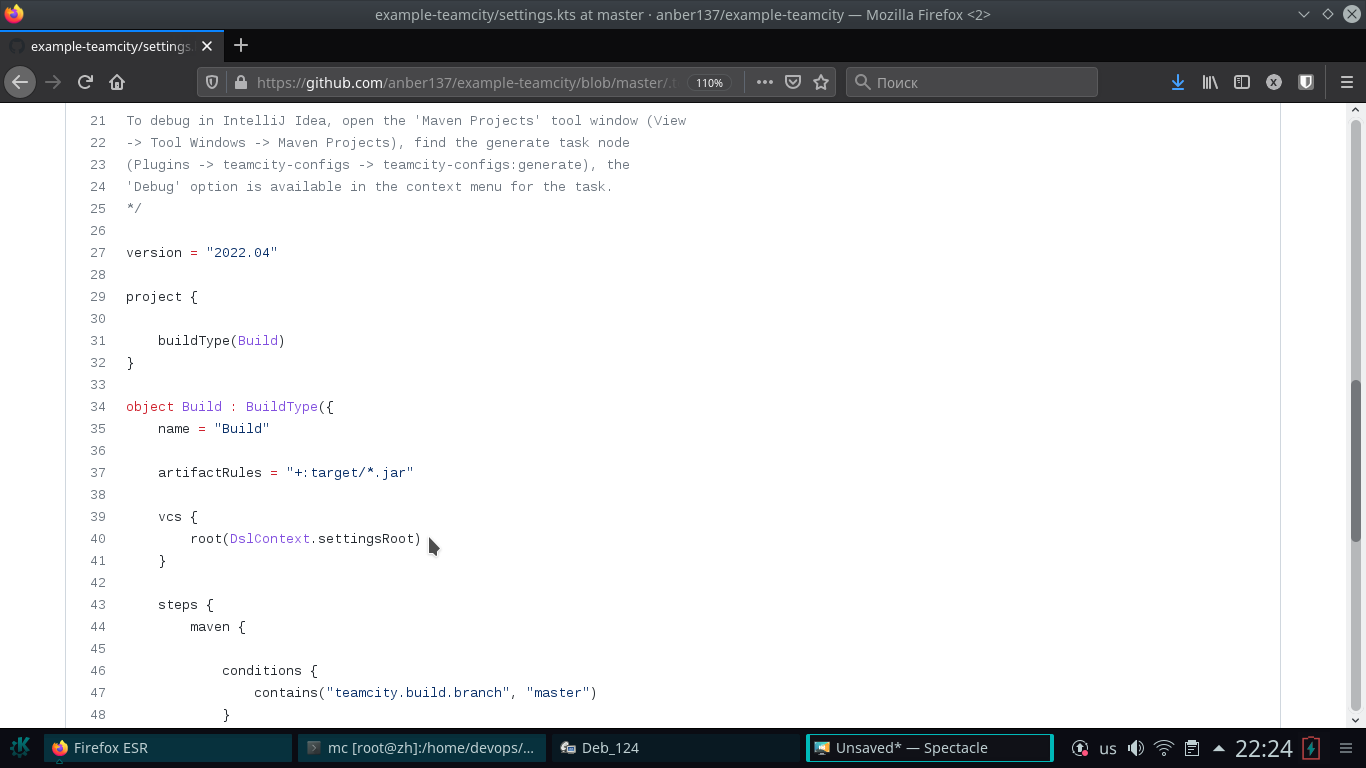 example-teamcity/settings.kts at master · anber137/example-teamcity — Mozilla Firefox <2>
example-teamcity/settings.
https://github.com/anber137/example-teamcity/blob/master/.t
110%
Поиск
21 To debug in IntelliJ Idea, open the 'Maven Projects' tool window (View
22 -> Tool Windows -> Maven Projects), find the generate task node
23 (Plugins -> teamcity-configs -> teamcity-configs:generate), the
24 'Debug' option is available in the context menu for the task.
25 */
26
27 version = "2022.04"
28
29 project {
30
31     buildType(Build)
32 }
33
34 object Build : BuildType({
35     name = "Build"
36
37     artifactRules = "+:target/*.jar"
38
39     vcs {
40         root(DslContext.settingsRoot)
41     }
42
43     steps {
44         maven {
45
46             conditions {
47                 contains("teamcity.build.branch", "master")
48             }
Firefox ESR
mc [root@zh]:/home/devops/...
Deb_124
Unsaved* — Spectacle
us
22:24